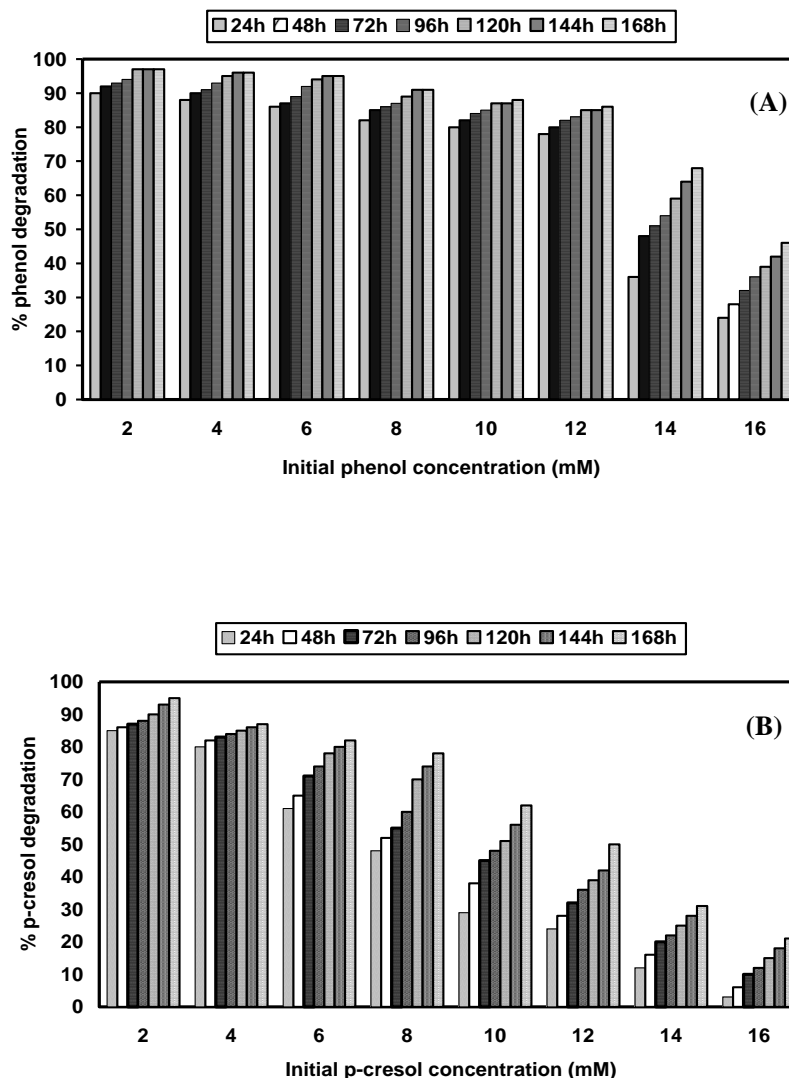 24h 48h 72h 96h 120h 144h 168h
100
90
80
70
60
50
40
30
20
10
0
% phenol degradation
(A)
2 4 6 8 10 12 14 16
Initial phenol concentration (mM)
24h 48h 72h 96h 120h 144h 168h
100
90
80
70
60
50
40
30
20
10
0
% p-cresol degradation
(B)
2 4 6 8 10 12 14 16
Initial p-cresol concentration (mM)